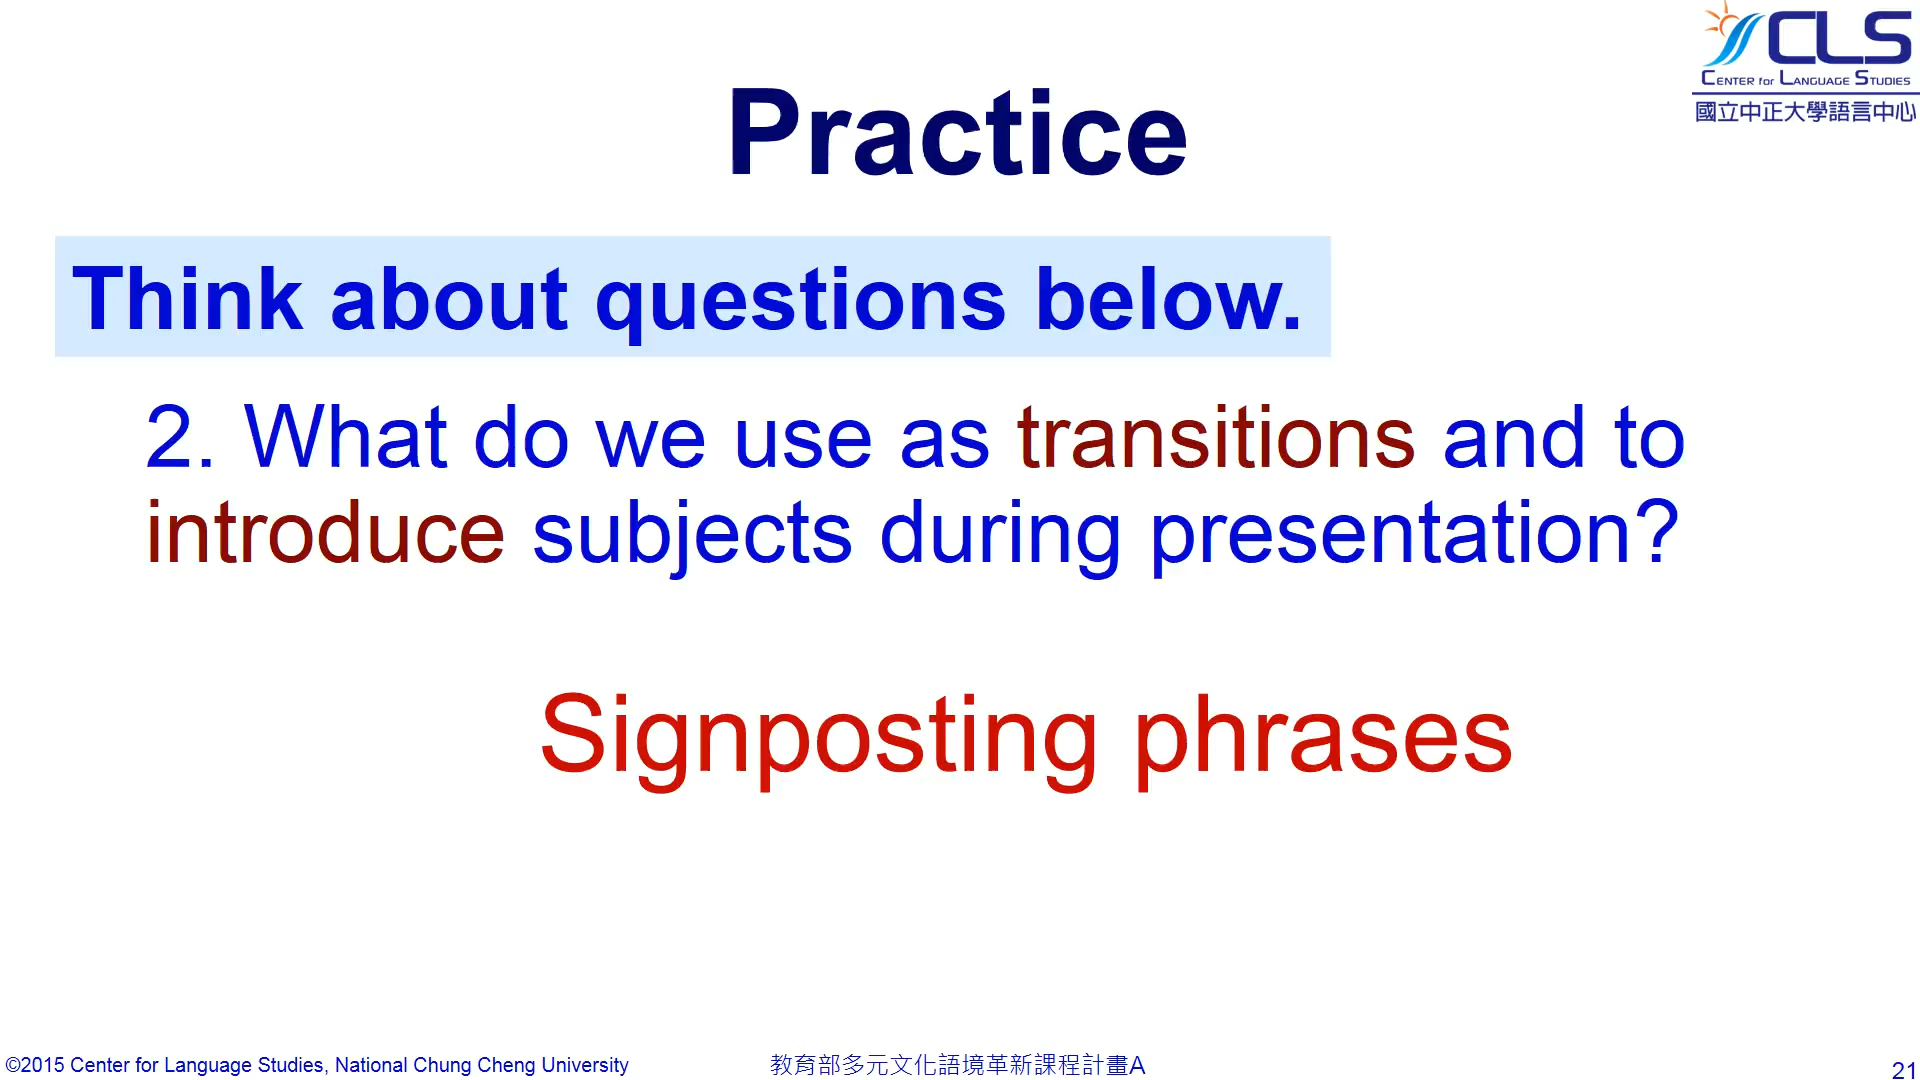 CLS
CENTER for LANGUAGE STUDIES
國立中正大學語言中心
Practice
Think about questions below.
2. What do we use as transitions and to
introduce subjects during presentation?
Signposting phrases
©2015 Center for Language Studies, National Chung Cheng University
教育部多元文化語境革新課程計畫A
21